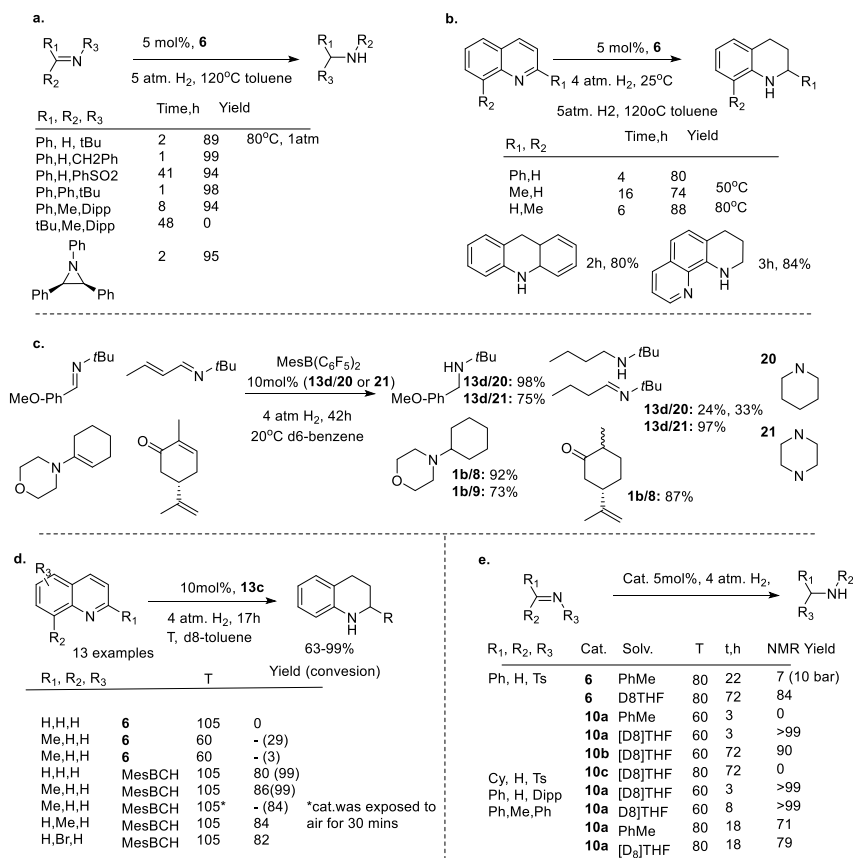 a.
R1
R3
N
R2
5 mol%, 6
5 atm. H2, 120°C toluene
R1
R2
NH
R3
R1, R2, R3
Time,h
Yield
Ph, H, tBu 2 89 80°C, 1atm
Ph,H,CH2Ph 1 99
Ph,H,PhSO2 41 94
Ph,Ph,tBu 1 98
Ph,Me,Dipp 8 94
tBu,Me,Dipp 48 0
Ph
N
Ph
Ph
2 95
b.
N
R1
R2
5 mol%, 6
4 atm. H2, 25°C
5atm. H2, 120oC toluene
N
H
R1
R2
R1, R2
Time,h Yield
Ph,H 4 80
Me,H 16 74 50°C
H,Me 6 88 80°C
N
H
2h, 80%
N
NH
3h, 84%
c.
N
tBu
MeO-Ph
N
tBu
MesB(C6F5)2
10mol% (13d/20 or 21)
4 atm H2, 42h
20°C d6-benzene
HN
tBu
MeO-Ph
13d/20: 98%
13d/21: 75%
N
H
tBu
N
tBu
13d/20: 24%, 33%
13d/21: 97%
20
N
21
N
N
N
O
O
N
O
1b/8: 92%
1b/9: 73%
O
1b/8: 87%
d.
R3
N
R1
R2
13 examples
10mol%, 13c
4 atm. H2, 17h
T, d8-toluene
N
H
R
63-99%
R1, R2, R3
T
Yield (convesion)
H,H,H 6 105 0
Me,H,H 6 60 - (29)
Me,H,H 6 60 - (3)
H,H,H MesBCH 105 80 (99)
Me,H,H MesBCH 105 86(99)
Me,H,H MesBCH 105* - (84)
H,Me,H MesBCH 105 84
H,Br,H MesBCH 105 82
*cat.was exposed to
air for 30 mins
e.
R1
N
R2
R3
Cat. 5mol%, 4 atm. H2,
R1
R2
NH
R3
R1, R2, R3 Cat. Solv. T t,h NMR Yield
Ph, H, Ts 6 PhMe 80 22 7 (10 bar)
6 D8THF 80 72 84
10a PhMe 60 3 0
10a [D8]THF 60 3 >99
10b [D8]THF 60 72 90
10c [D8]THF 80 72 0
Cy, H, Ts
10a [D8]THF 60 3 >99
Ph, H, Dipp
10a D8]THF 60 8 >99
Ph,Me,Ph
10a PhMe 80 18 71
10a [D8]THF 80 18 79